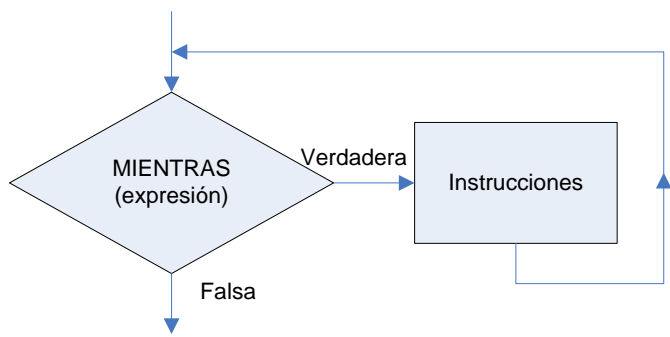 MIENTRAS
(expresión)
Verdadera
Instrucciones
Falsa